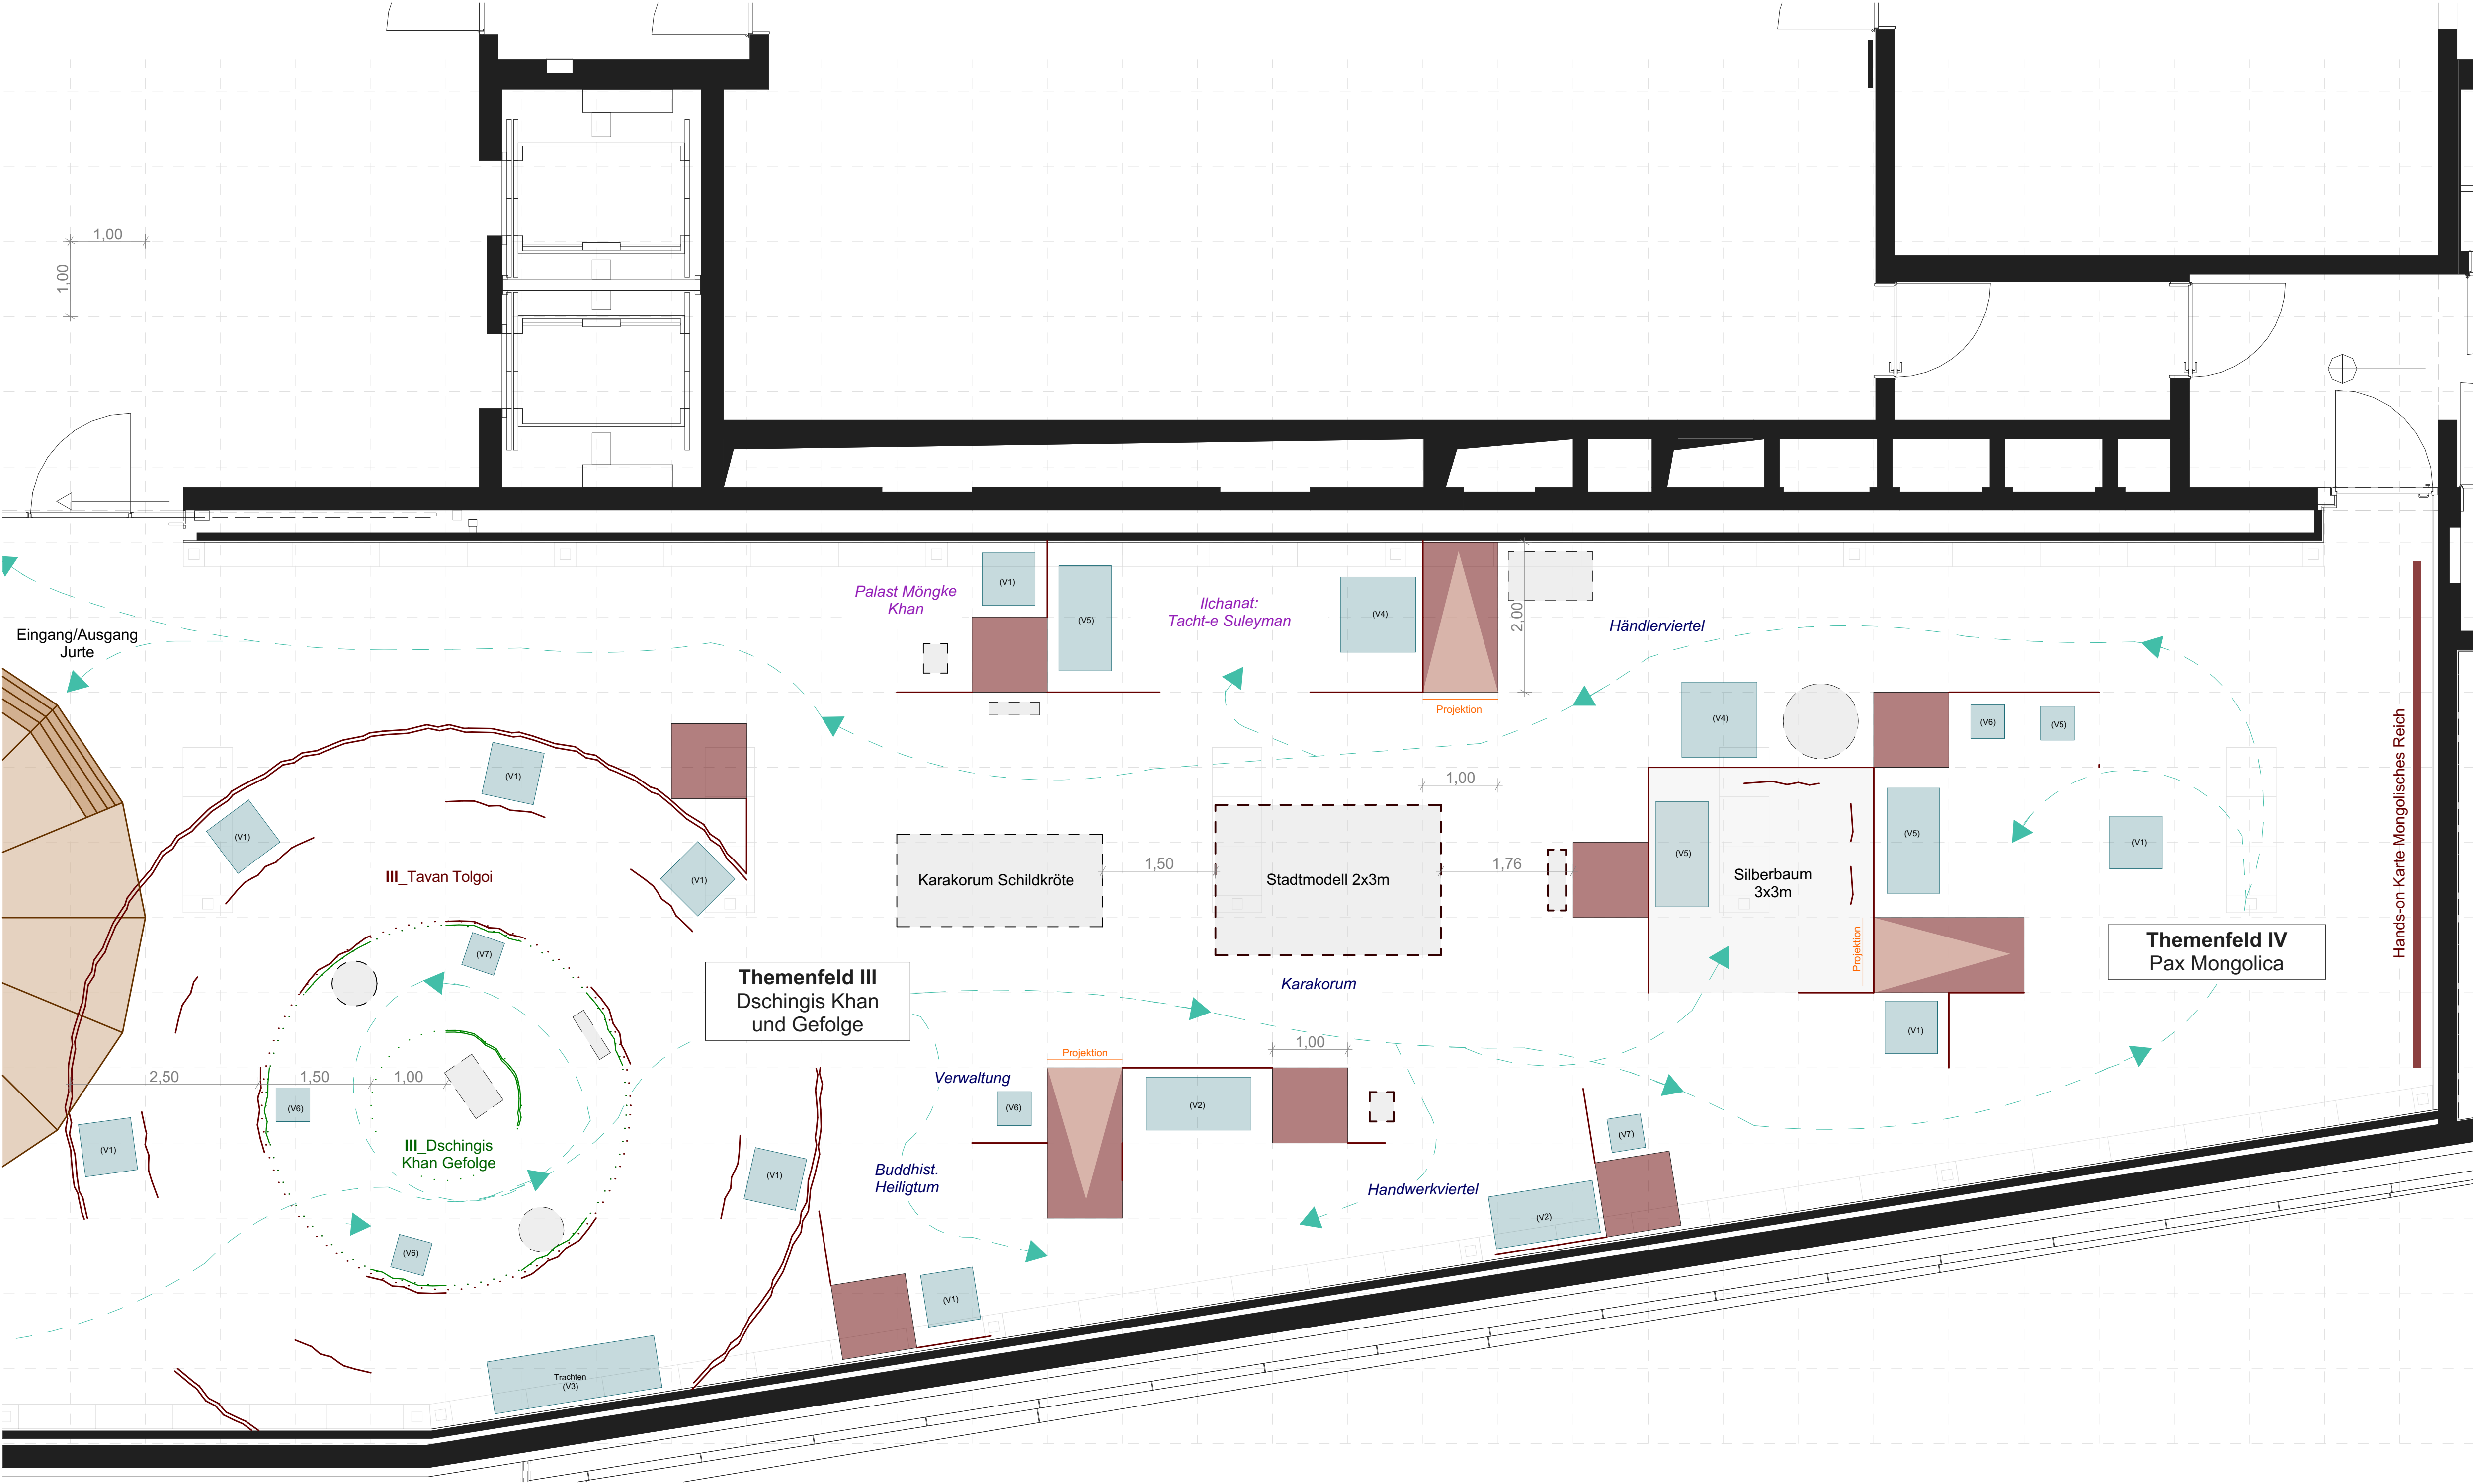 1,00
1,00
Eingang/Ausgang
Jurte
Palast Möngke
Khan
(V1)
(V5)
Ilchanat:
Tacht-e Suleyman
(V4)
2,00
Projektion
Händlerviertel
(V4)
(V6)
(V5)
Hands-on Karte Mongolisches Reich
(V1)
(V1)
(V1)
III_Tavan Tolgoi
Karakorum Schildkröte
1,50
Stadtmodell 2x3m
1,00
1,76
(V5)
Silberbaum
3x3m
(V5)
(V1)
Projektion
Themenfeld IV
Pax Mongolica
(V7)
Themenfeld III
Dschingis Khan
und Gefolge
Karakorum
(V1)
2,50
1,50
1,00
(V6)
III_Dschingis
Khan Gefolge
(V1)
(V1)
(V6)
Projektion
Verwaltung
(V6)
(V2)
1,00
Buddhist.
Heiligtum
Handwerkviertel
(V7)
(V2)
(V1)
Trachten
(V3)